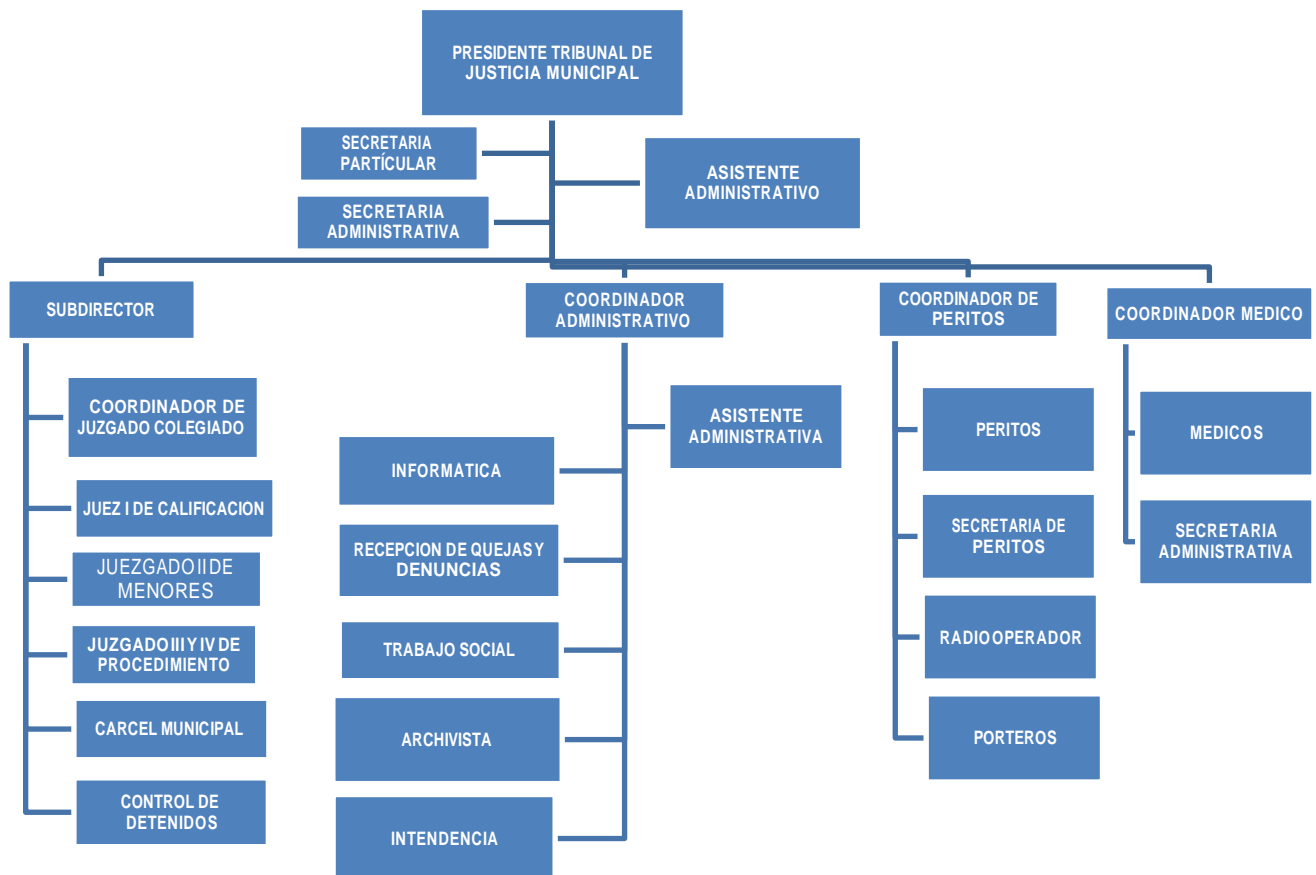 PRESIDENTE TRIBUNAL DE
JUSTICIA MUNICIPAL
SECRETARIA
PARTÍCULAR
ASISTENTE
ADMINISTRATIVO
SECRETARIA
ADMINISTRATIVA
SUBDIRECTOR
COORDINADOR
ADMINISTRATIVO
COORDINADOR DE
PERITOS
COORDINADOR MEDICO
COORDINADOR DE
JUZGADO COLEGIADO
JUEZ I DE CALIFICACION
JUEZGADO II DE
MENORES
JUZGADO III Y IV DE
PROCEDIMIENTO
CARCEL MUNICIPAL
CONTROL DE
DETENIDOS
ASISTENTE
ADMINISTRATIVA
INFORMATICA
RECEPCION DE QUEJAS Y
DENUNCIAS
TRABAJO SOCIAL
ARCHIVISTA
INTENDENCIA
PERITOS
SECRETARIA DE
PERITOS
RADIO OPERADOR
PORTEROS
MEDICOS
SECRETARIA
ADMINISTRATIVA